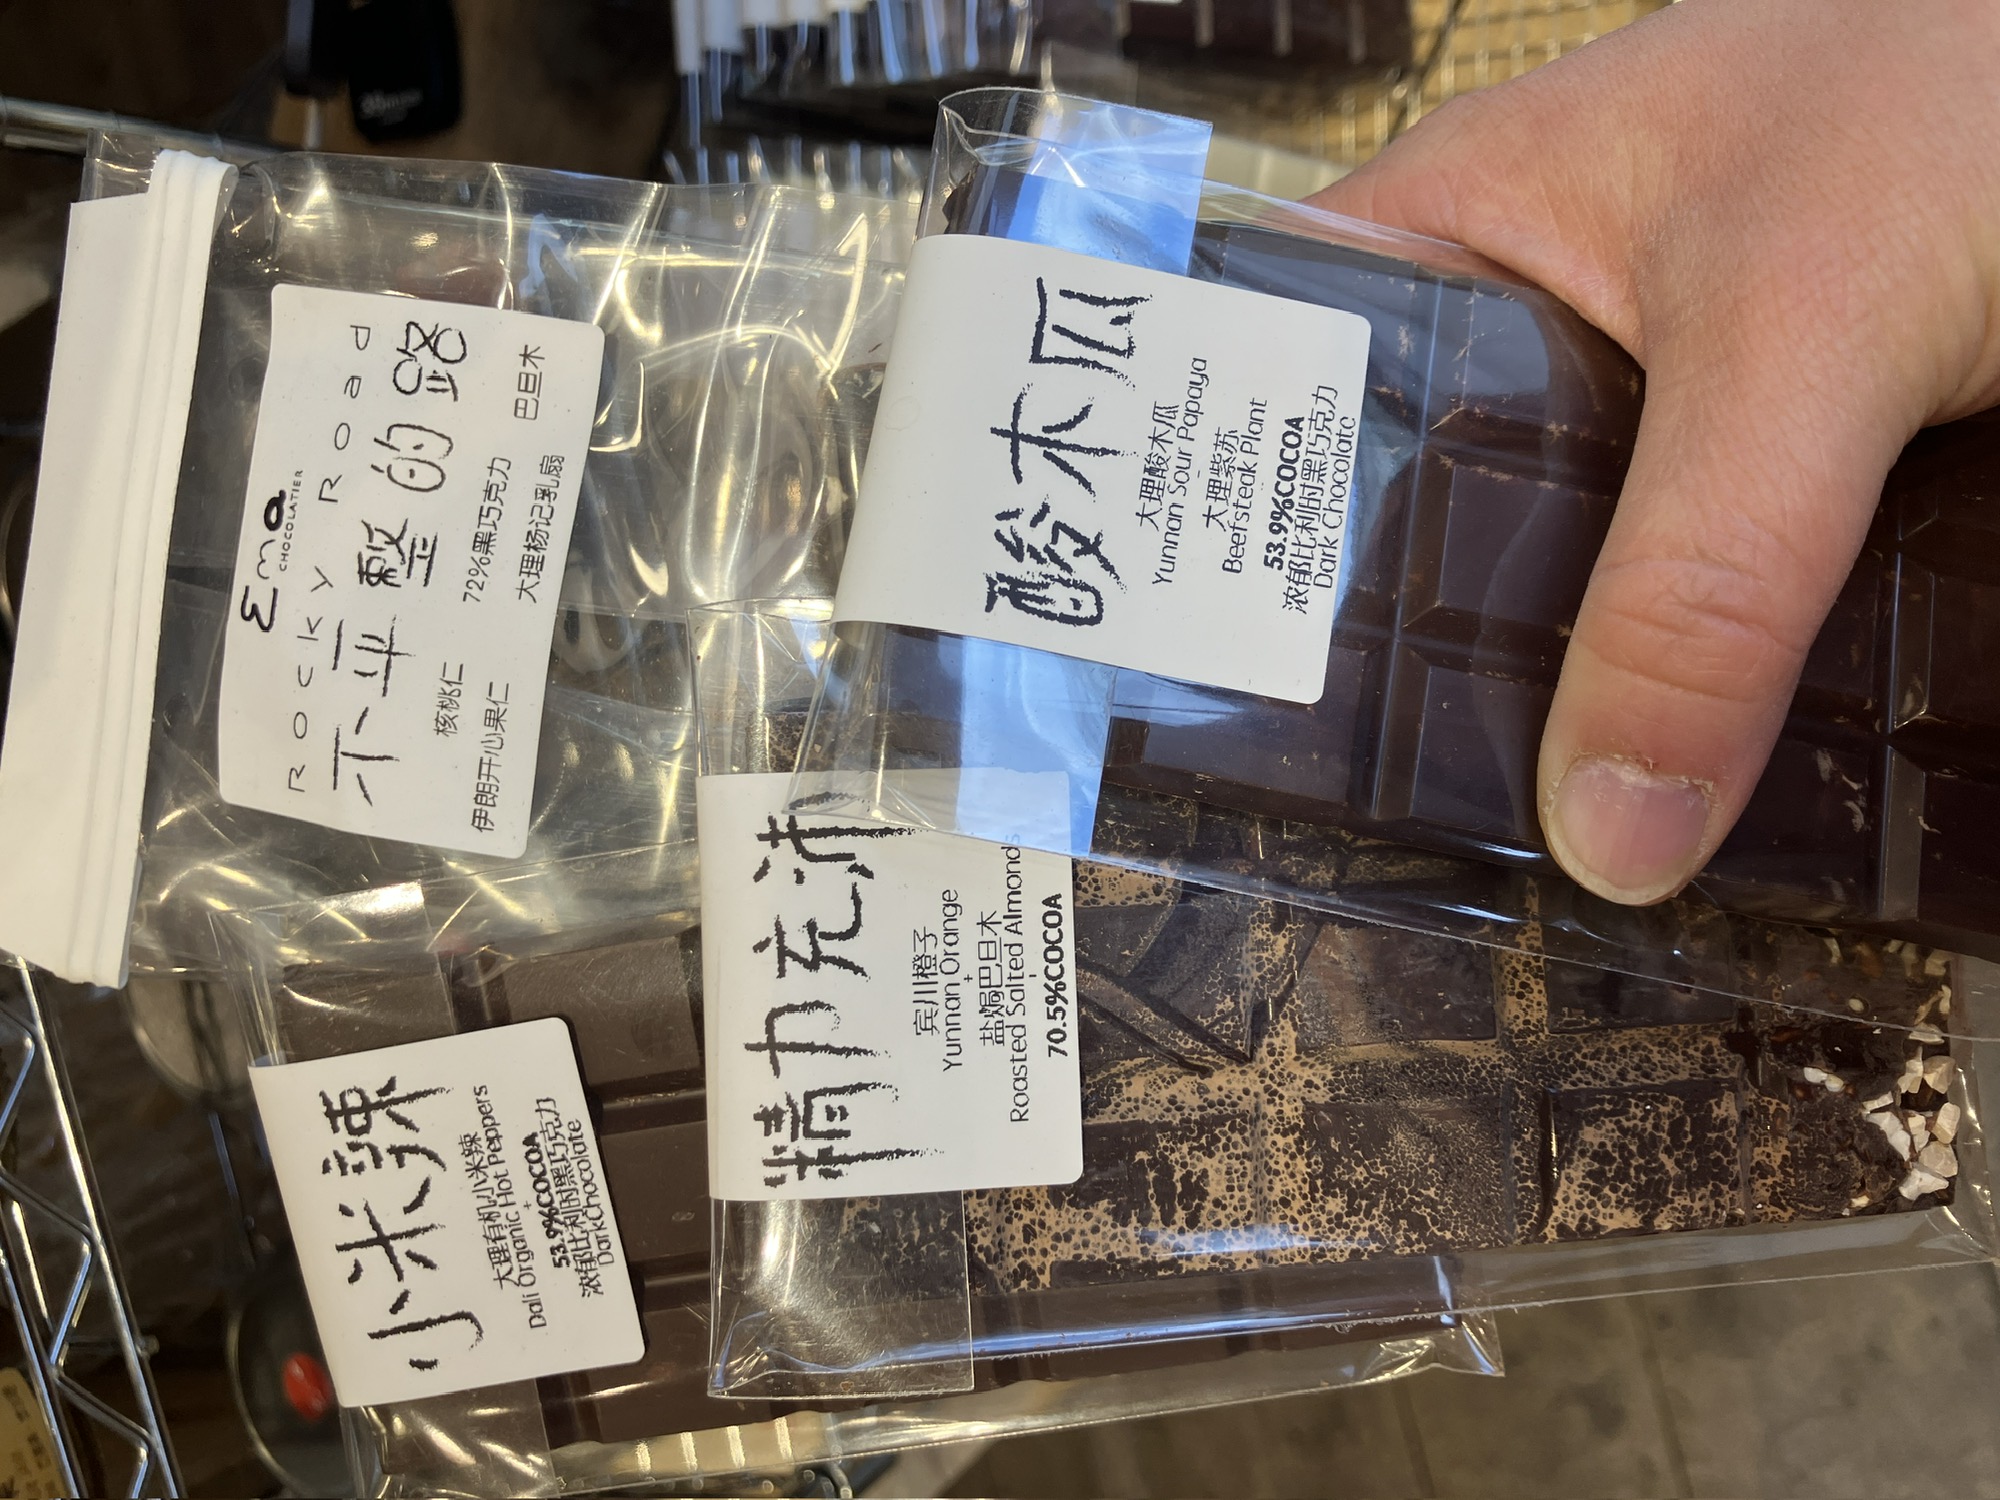 Ema
CHOCOLATIER
Rocky Road
不平整的路
核桃仁 72%黑巧克力 巴旦木
伊朗开心果仁 大理杨记乳扇
酸木瓜
大理酸木瓜
Yunnan Sour Papaya
+
大理紫苏
Beefsteak Plant
+
53.9%COCOA
浓郁比利时黑巧克力
Dark Chocolate
精力充沛
宾川橙子
Yunnan Orange
+
盐焗巴旦木
Roasted Salted Almonds
+
70.5%COCOA
小米辣
大理有机小米辣
Dali Organic Hot Peppers
+
53.9%COCOA
浓郁比利时黑巧克力
DarkChocolate